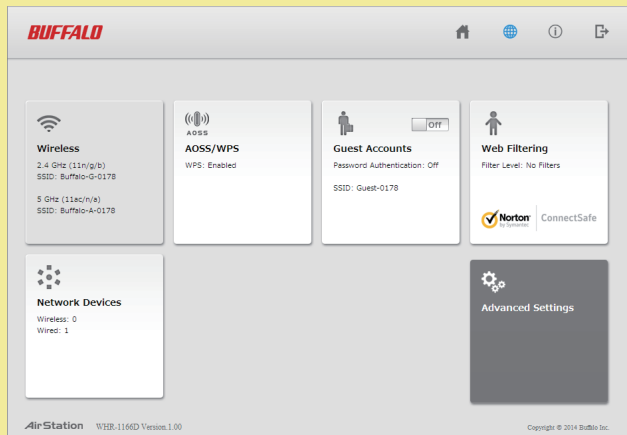 BUFFALO
Wireless
2.4 GHz (11n/g/b)
SSID: Buffalo-G-0178
5 GHz (11ac/n/a)
SSID: Buffalo-A-0178
AOSS
AOSS/WPS
WPS: Enabled
Off
Guest Accounts
Password Authentication: Off
SSID: Guest-0178
Web Filtering
Filter Level: No Filters
Norton
by Symantec
ConnectSafe
Network Devices
Wireless: 0
Wired: 1
Advanced Settings
AirStation WHR-1166D Version.1.00
Copyright © 2014 Buffalo Inc.